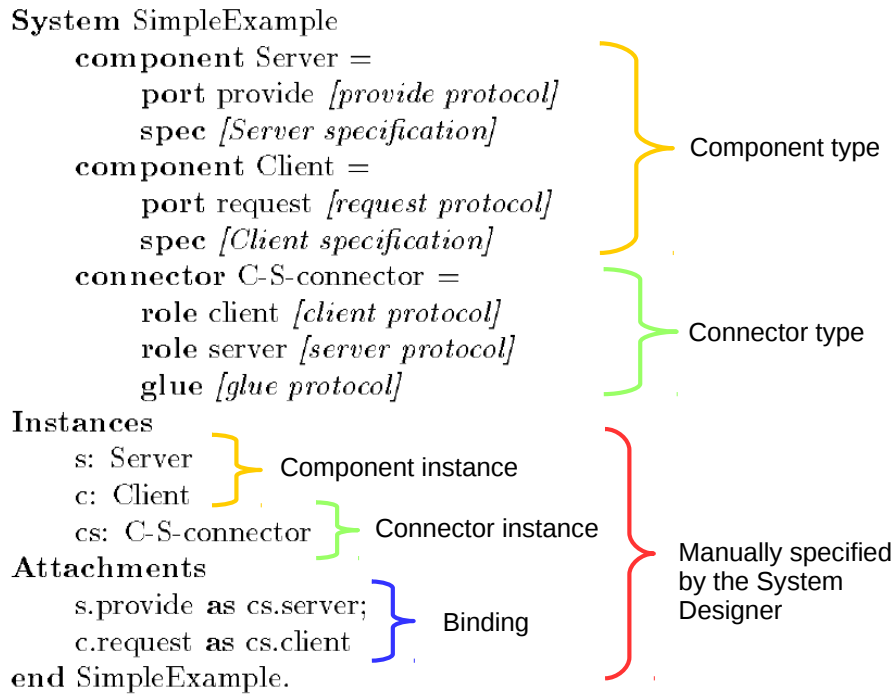 System SimpleExample
component Server =
port provide [provide protocol]
spec [Server specification]
Component type
component Client =
port request [request protocol]
spec [Client specification]
connector C-S-connector =
role client [client protocol]
Connector type
role server [server protocol]
glue [glue protocol]
Instances
s: Server
Component instance
c: Client
cs: C-S-connector
Connector instance
Manually specified
by the System
Designer
Attachments
s.provide as cs.server;
Binding
c.request as cs.client
end SimpleExample.